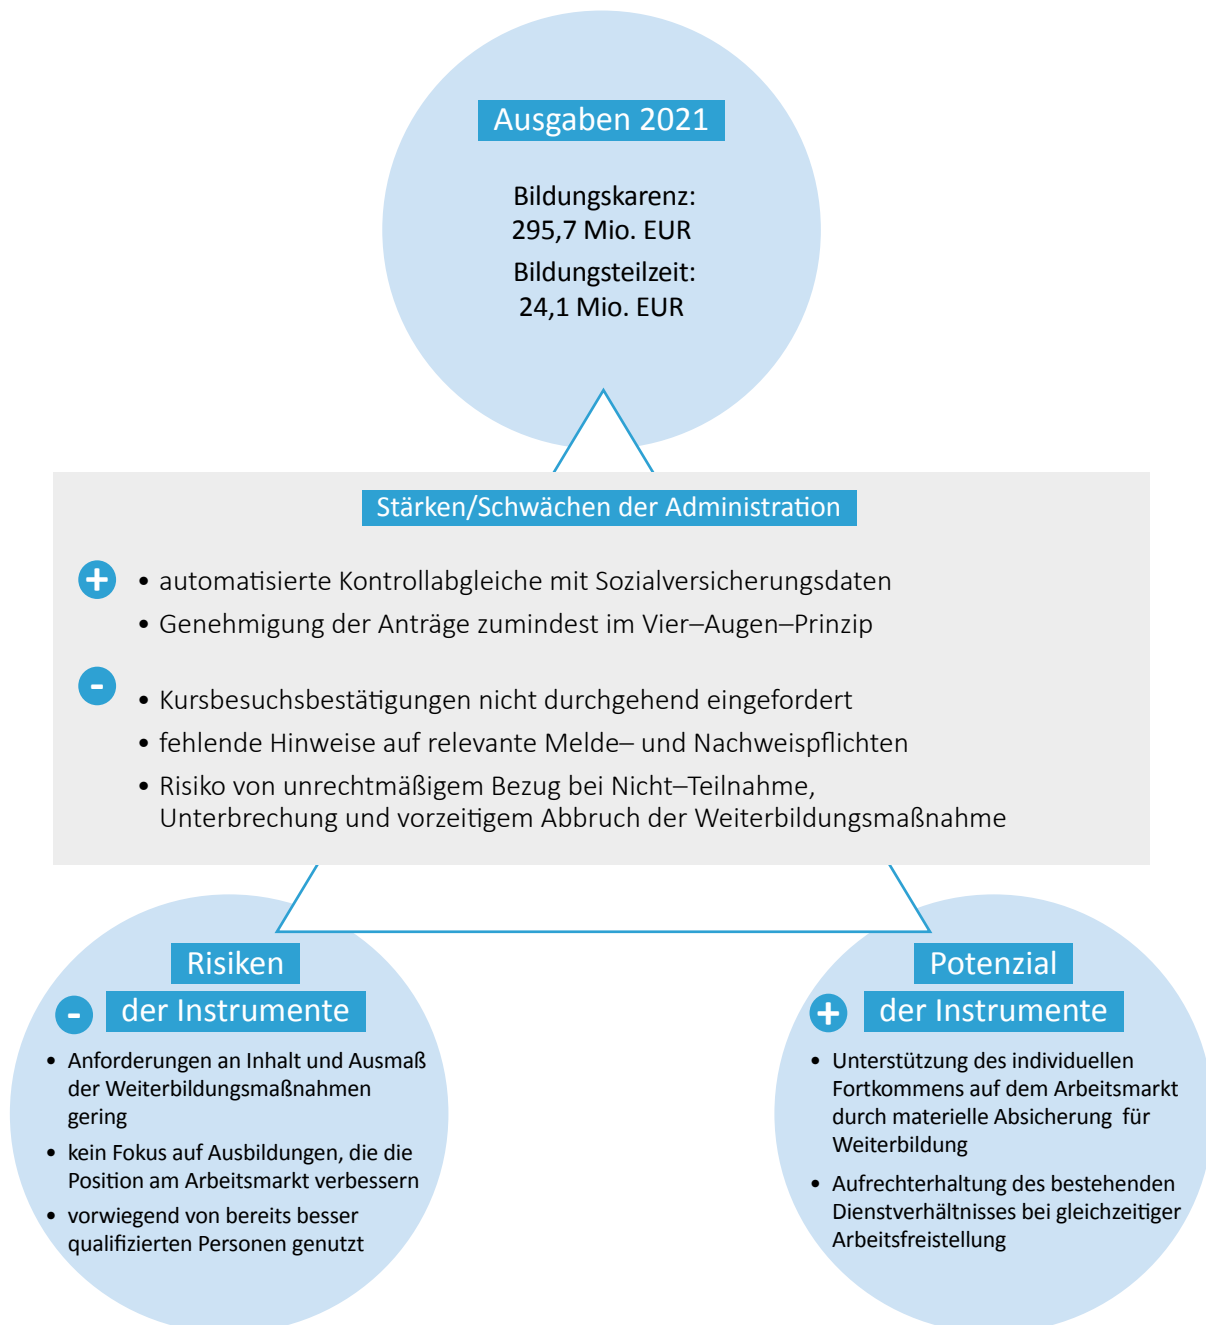 Ausgaben 2021
Bildungskarenz:
295,7 Mio. EUR
Bildungsteilzeit:
24,1 Mio. EUR
Stärken/Schwächen der Administration
+
• automatisierte Kontrollabgleiche mit Sozialversicherungsdaten
• Genehmigung der Anträge zumindest im Vier–Augen–Prinzip
-
• Kursbesuchsbestätigungen nicht durchgehend eingefordert
• fehlende Hinweise auf relevante Melde– und Nachweispflichten
• Risiko von unrechtmäßigem Bezug bei Nicht–Teilnahme,
Unterbrechung und vorzeitigem Abbruch der Weiterbildungsmaßnahme
Risiken
- der Instrumente
• Anforderungen an Inhalt und Ausmaß
der Weiterbildungsmaßnahmen
gering
• kein Fokus auf Ausbildungen, die die
Position am Arbeitsmarkt verbessern
• vorwiegend von bereits besser
qualifizierten Personen genutzt
Potenzial
+ der Instrumente
• Unterstützung des individuellen
Fortkommens auf dem Arbeitsmarkt
durch materielle Absicherung für
Weiterbildung
• Aufrechterhaltung des bestehenden
Dienstverhältnisses bei gleichzeitiger
Arbeitsfreistellung